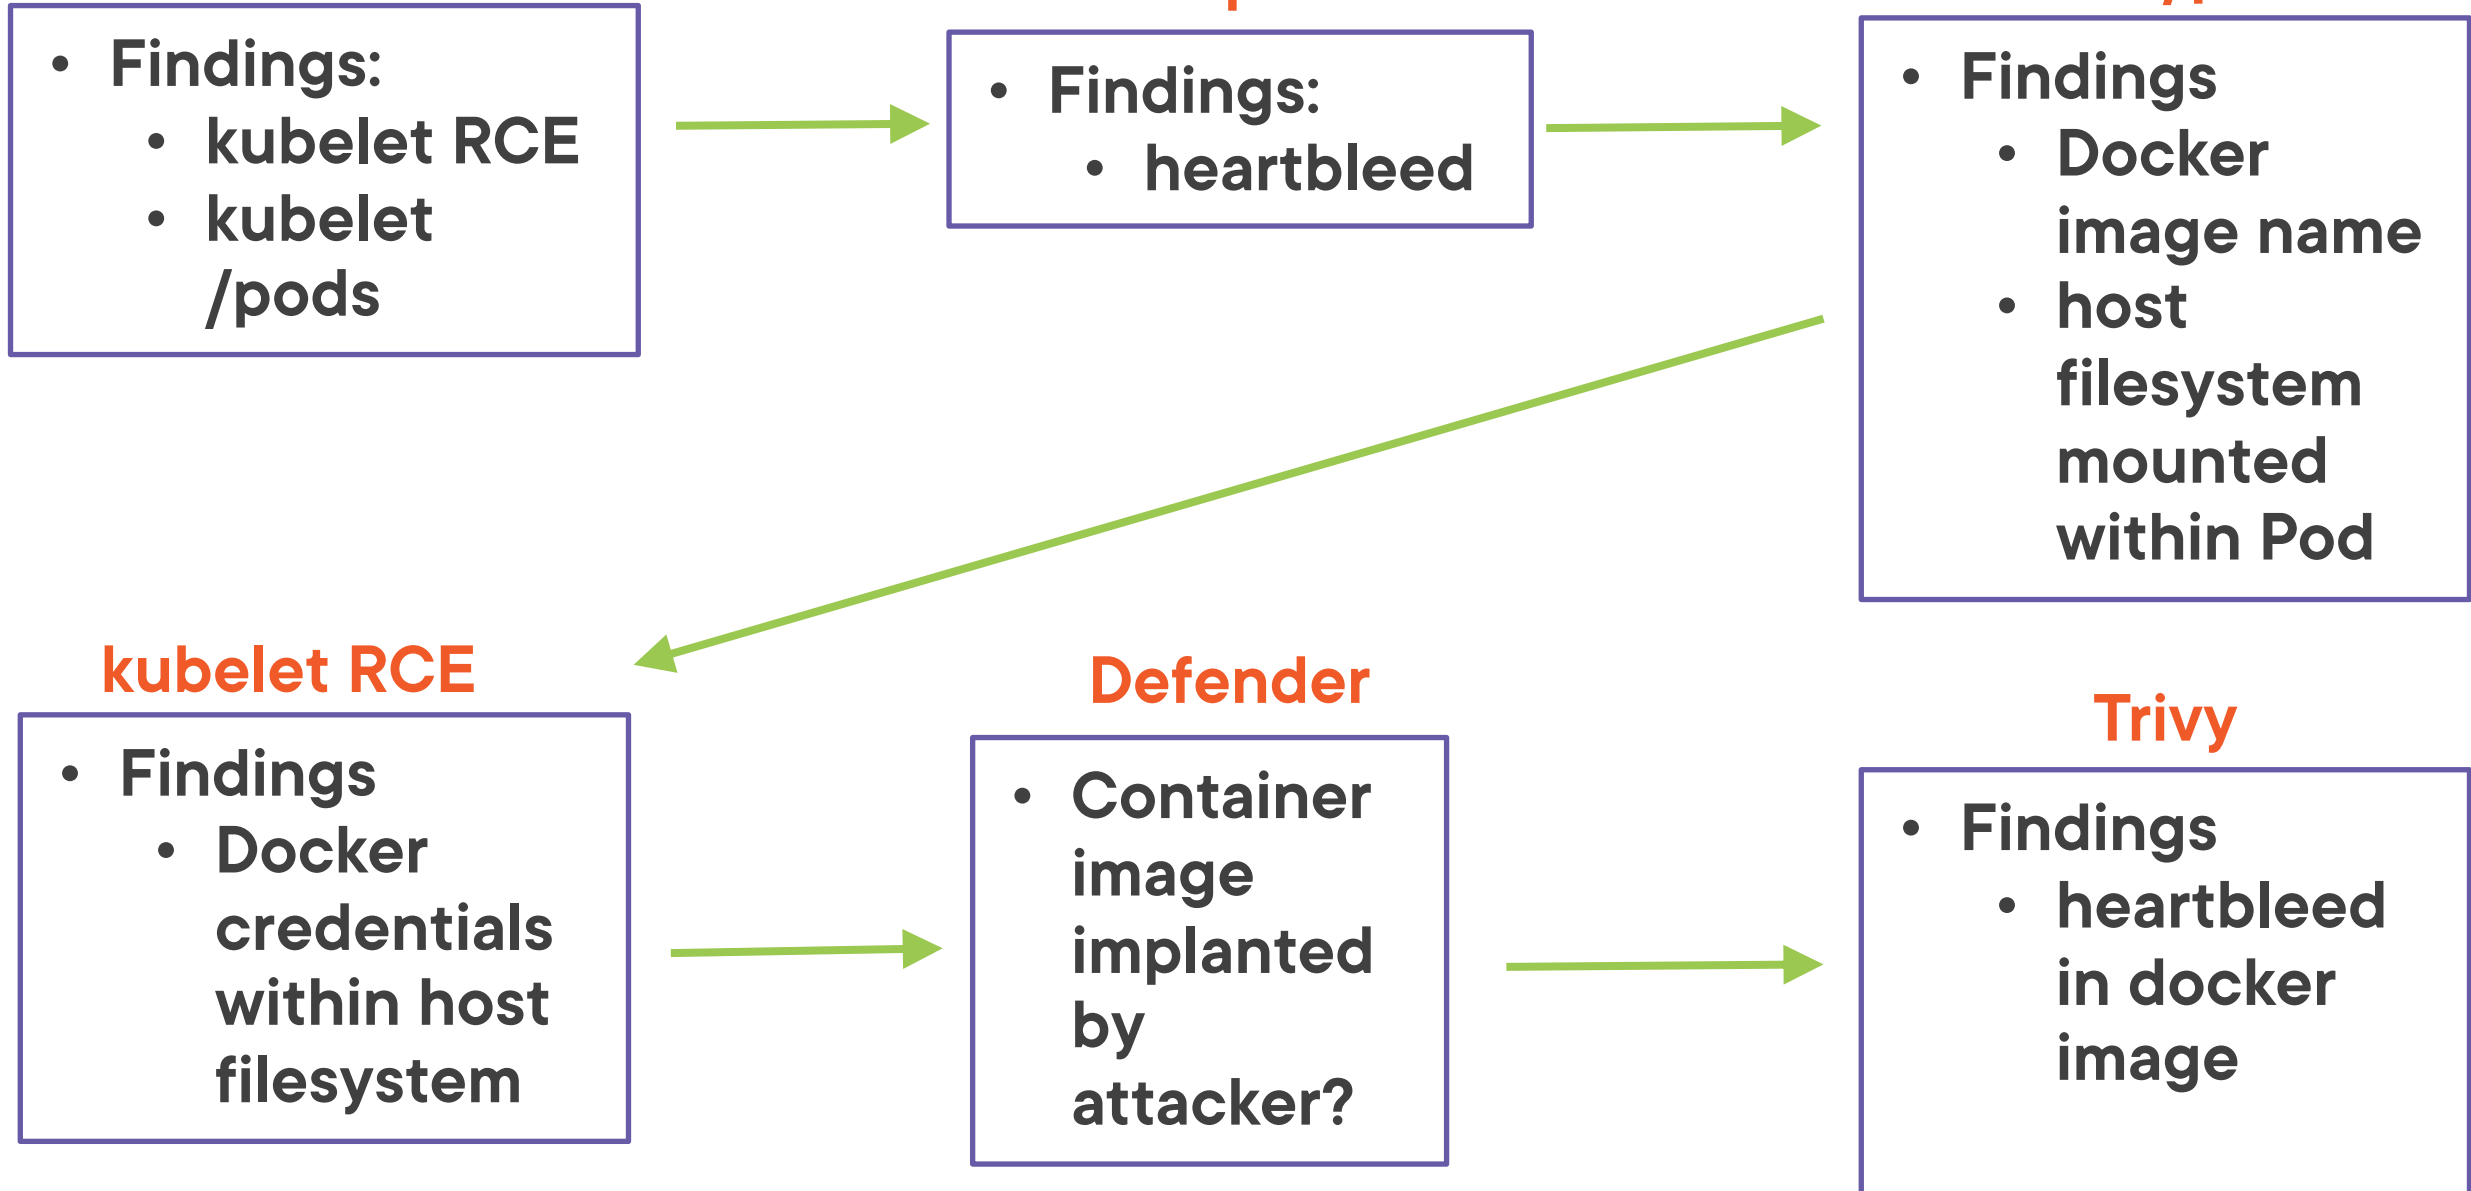 • Findings:
• kubelet RCE
• kubelet
/pods
• Findings:
• heartbleed
• Findings
• Docker
image name
• host
filesystem
mounted
within Pod
kubelet RCE
• Findings
• Docker
credentials
within host
filesystem
Defender
• Container
image
implanted
by
attacker?
Trivy
• Findings
• heartbleed
in docker
image